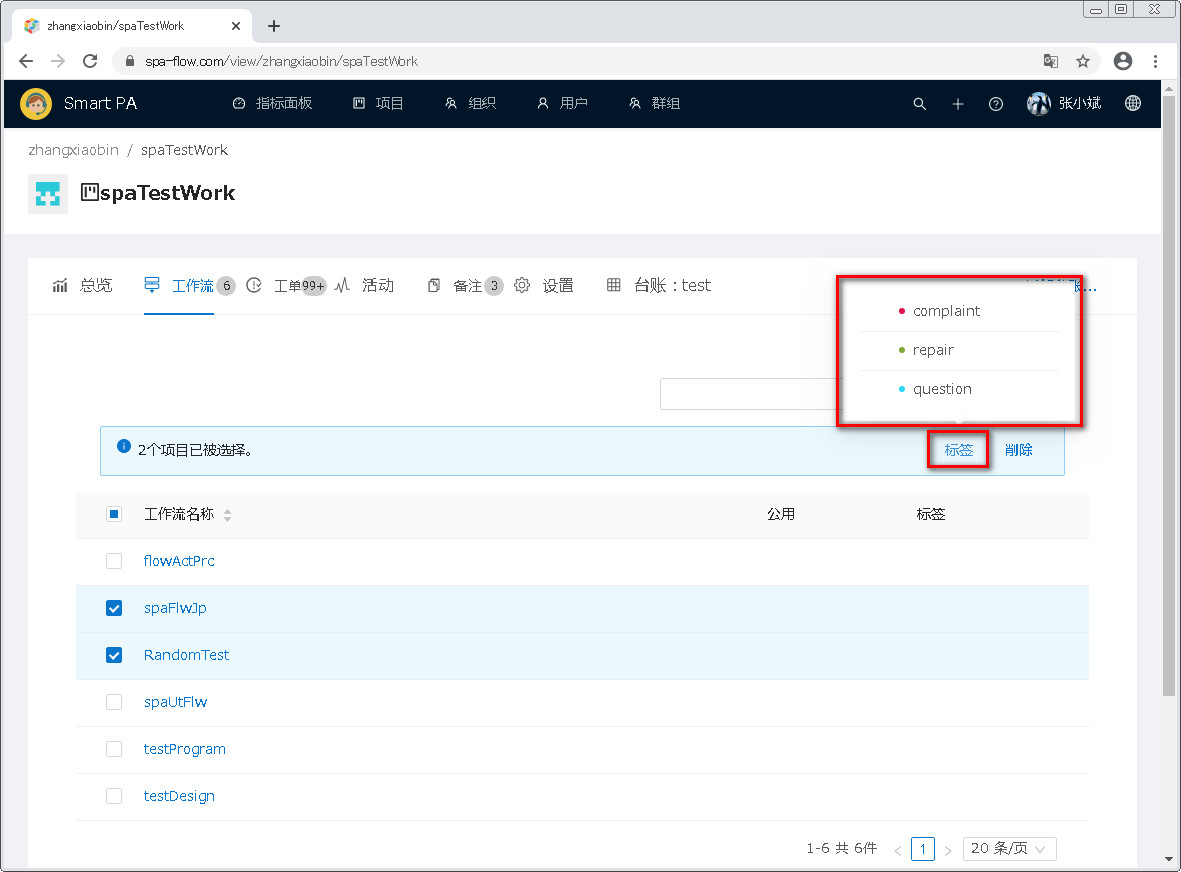 zhangxiaobin/spaTestWork
spa-flow.com/view/zhangxiaobin/spaTestWork
Smart PA 指标面板 项目 组织 用户 群组 张小斌
zhangxiaobin / spaTestWork
spaTestWork
总览 工作流 6 工单 99+ 活动 备注 3 设置 台账：test
complaint
repair
question
2个项目已被选择。 标签 删除
工作流名称 公用 标签
flowActPrc
spaFlwJp
RandomTest
spaUtFlw
testProgram
testDesign
1-6 共 6件 1 20 条/页